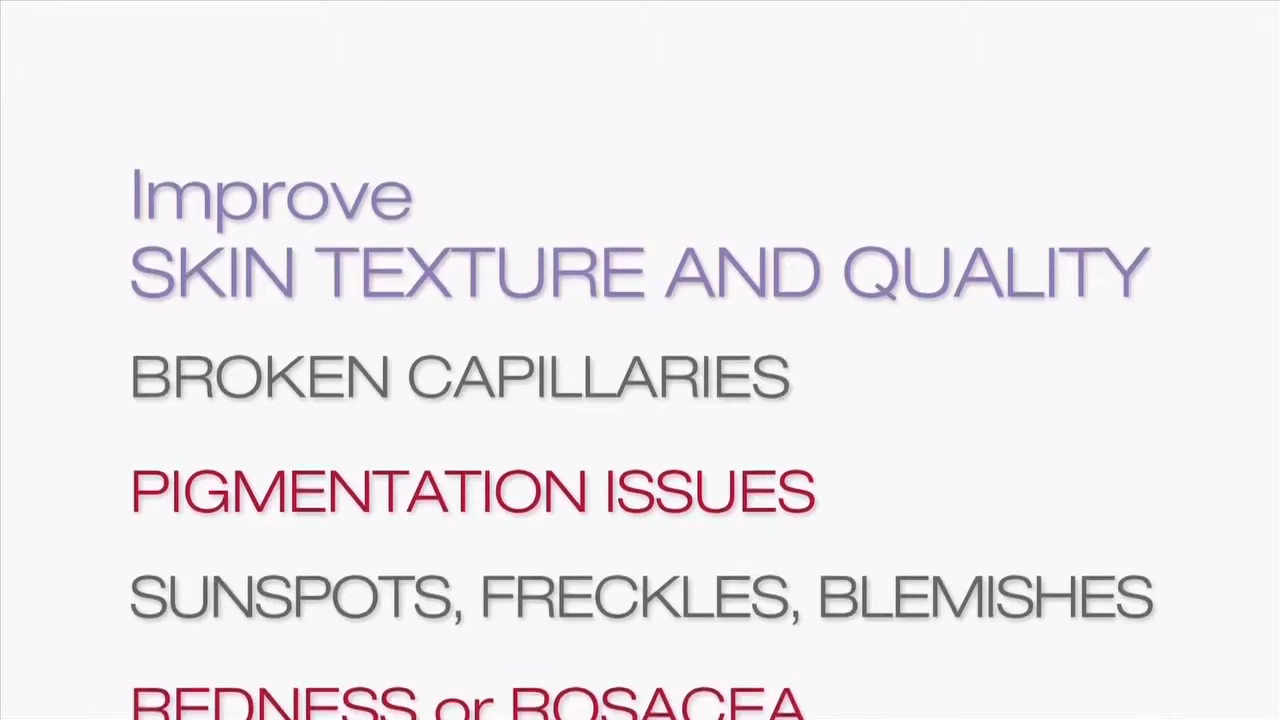 Improve
SKIN TEXTURE AND QUALITY
BROKEN CAPILLARIES
PIGMENTATION ISSUES
SUNSPOTS, FRECKLES, BLEMISHES
REDNESS or ROSACEA